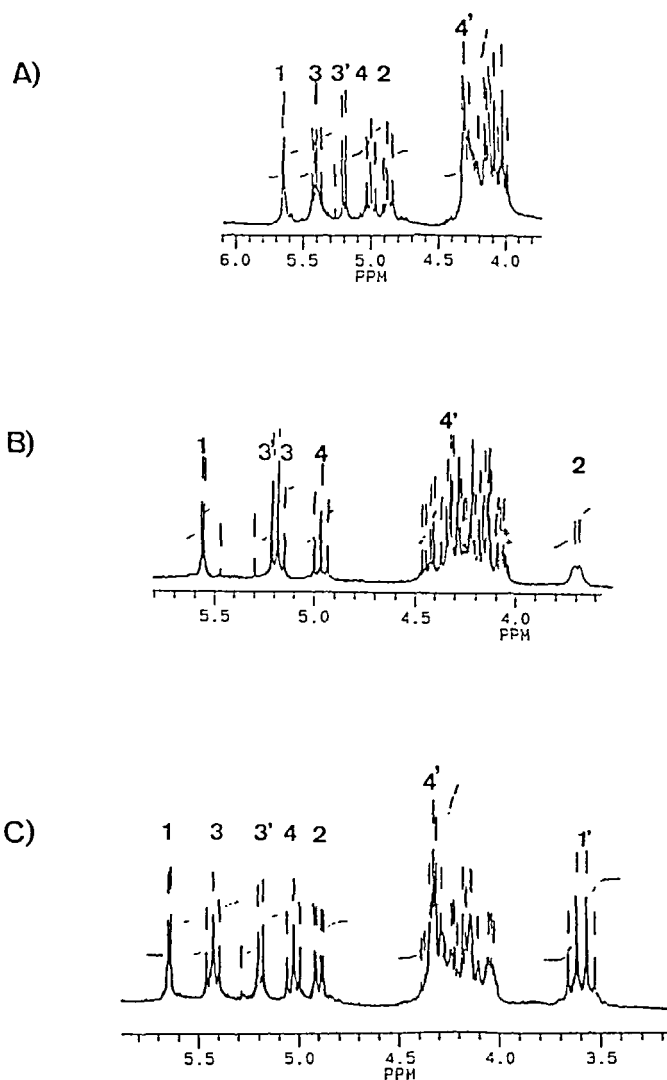 A)
1 3 3' 4 2 4'
6.0 5.5 5.0 4.5 4.0
PPM
B)
1 3' 3 4 4' 2
5.5 5.0 4.5 4.0
PPM
C)
1 3 3' 4 2 4' 1'
5.5 5.0 4.5 4.0 3.5
PPM